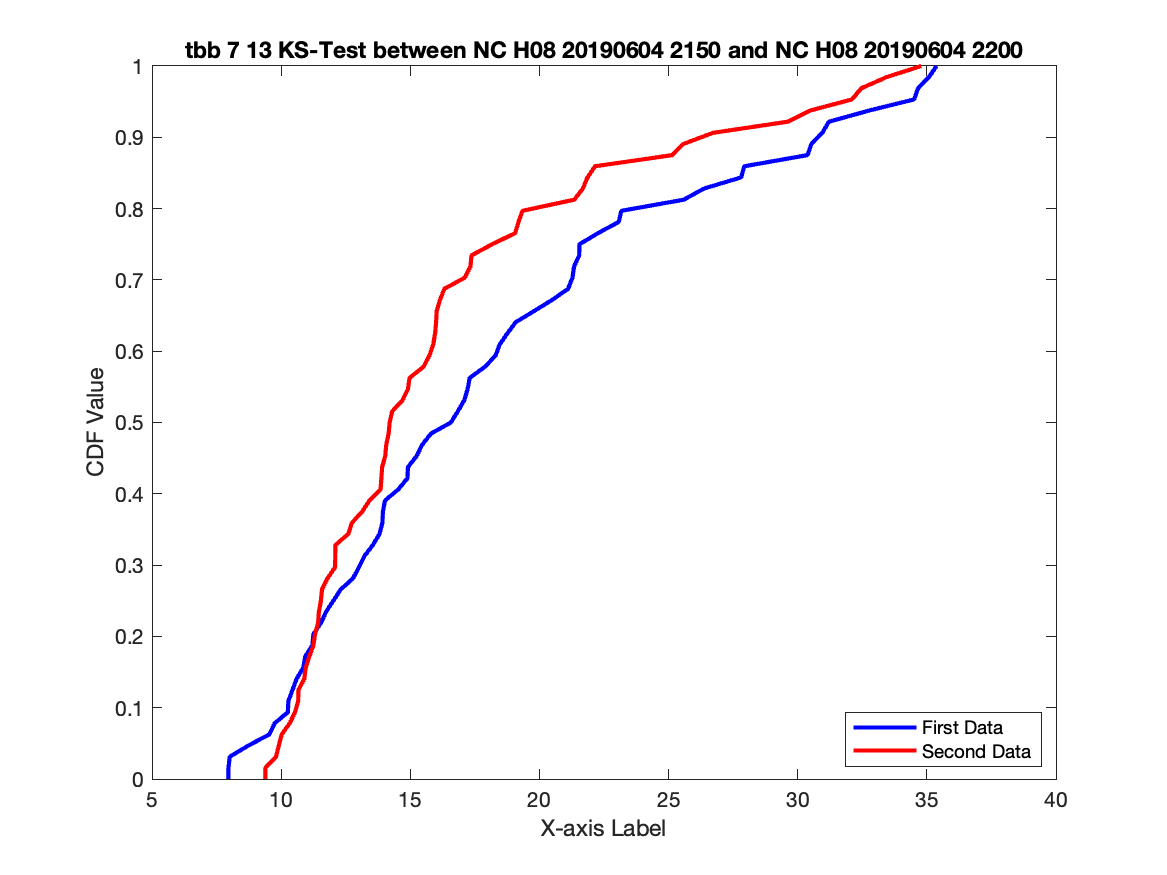 tbb 7 13 KS-Test between NC H08 20190604 2150 and NC H08 20190604 2200
1
0.9
0.8
0.7
0.6
0.5
0.4
0.3
0.2
0.1
0
CDF Value
First Data
Second Data
5 10 15 20 25 30 35 40
X-axis Label